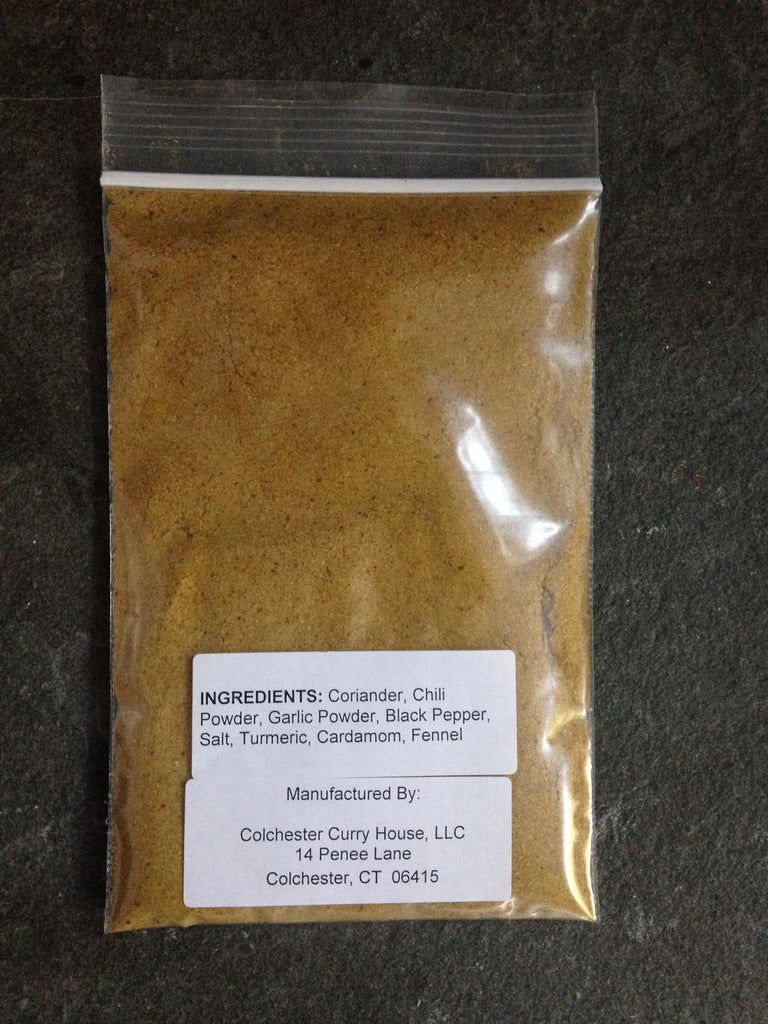 INGREDIENTS: Coriander, Chili
Powder, Garlic Powder, Black Pepper,
Salt, Turmeric, Cardamom, Fennel
Manufactured By:
Colchester Curry House, LLC
14 Penee Lane
Colchester, CT 06415